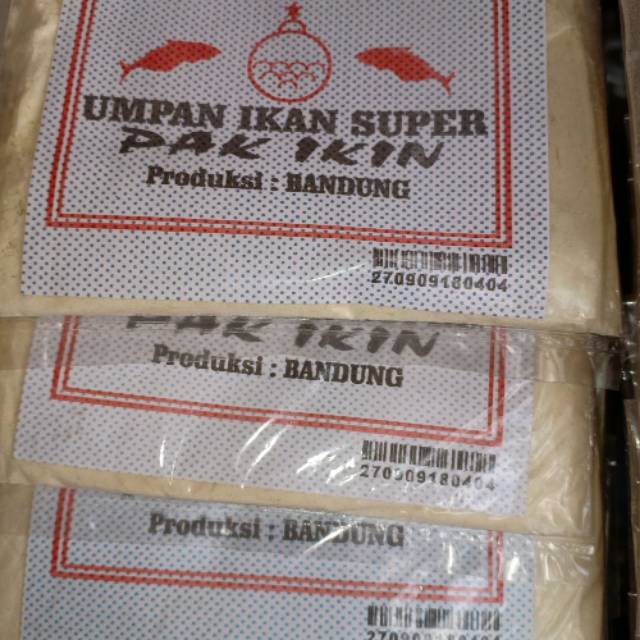 UMPAN IKAN SUPER
PAK IKIN
Produksi : BANDUNG
270909180404
PAK IKIN
Produksi : BANDUNG
270909180404
Produksi : BANDUNG